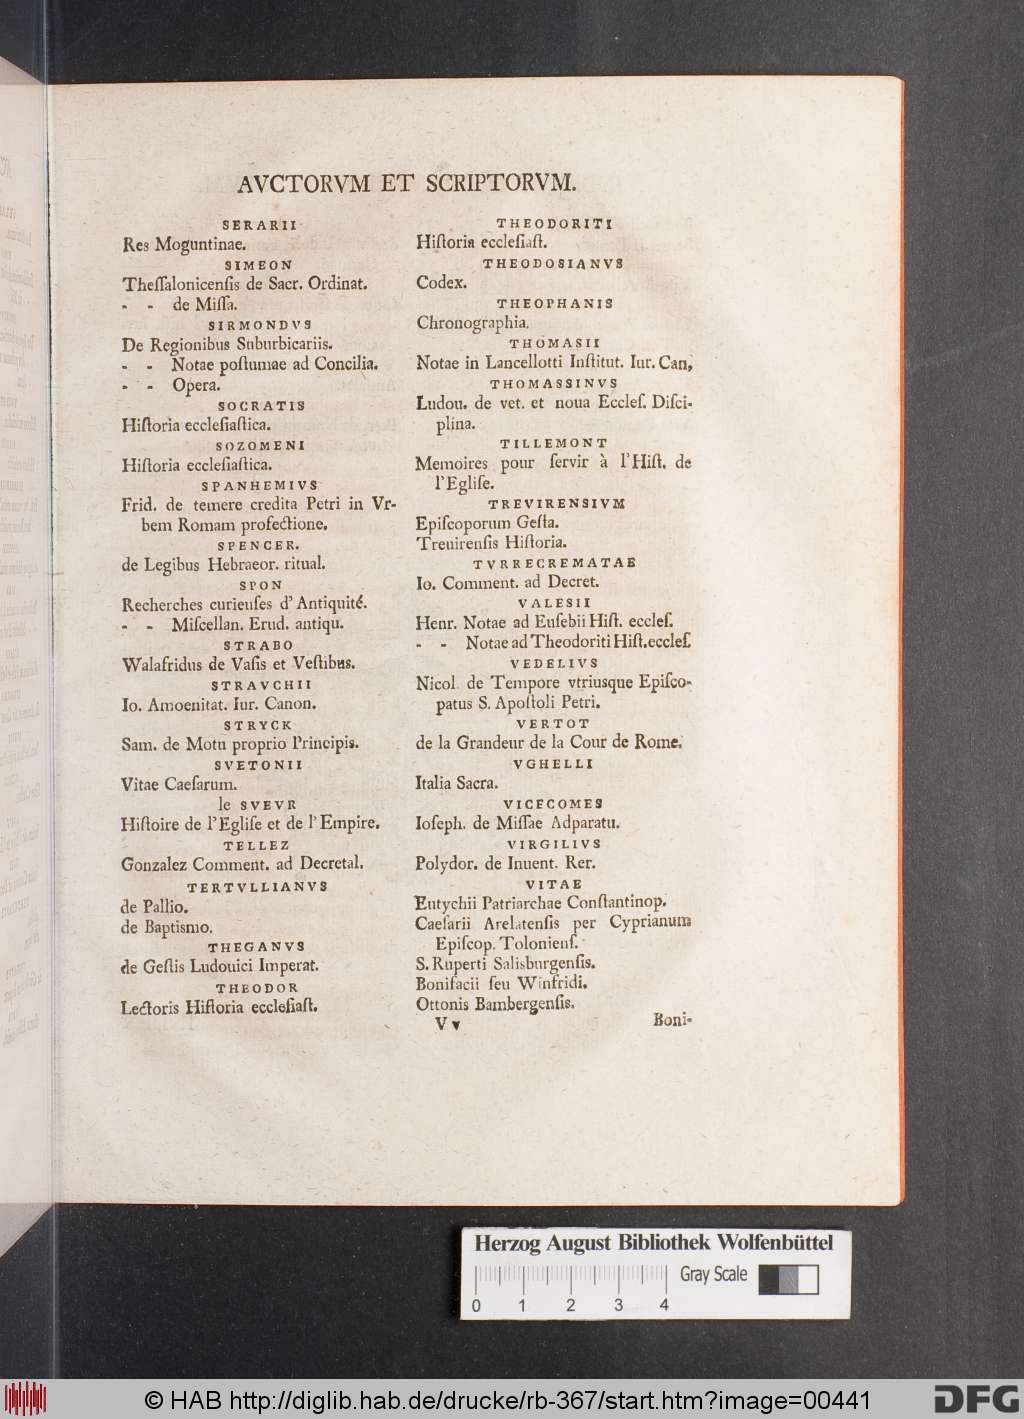 AVCTORVM ET SCRIPTORVM.
SERARII
Res Moguntinae.
SIMEON
Theſſalonicenſis de Sacr. Ordinat.
- - de Miſſa.
SIRMONDVS
De Regionibus Suburbicariis.
- - Notae poſtumae ad Concilia.
- - Opera.
SOCRATIS
Hiſtoria eccleſiaſtica.
SOZOMENI
Hiſtoria eccleſiaſtica.
SPANHEMIVS
Frid. de temere credita Petri in Vr-
bem Romam profectione.
SPENCER.
de Legibus Hebraeor. ritual.
SPON
Recherches curieuſes d'Antiquité.
- - Miſcellan. Erud. antiqu.
STRABO
Walafridus de Vaſis et Veſtibus.
STRAVCHII
Io. Amoenitat. Iur. Canon.
STRYCK
Sam. de Motu proprio Principis.
SVETONII
Vitae Caeſarum.
le SVEVR
Hiſtoire de l'Egliſe et de l'Empire.
TELLEZ
Gonzalez Comment. ad Decretal.
TERTVLLIANVS
de Pallio.
de Baptismo.
THEGANVS
de Geſtis Ludouici Imperat.
THEODOR
Lectoris Hiſtoria eccleſiaſt.
THEODORITI
Hiſtoria eccleſiaſt.
THEODOSIANVS
Codex.
THEOPHANIS
Chronographia.
THOMASII
Notae in Lancellotti Inſtitut. Iur. Can,
THOMASSINVS
Ludou. de vet. et noua Eccleſ. Diſci-
plina.
TILLEMONT
Memoires pour ſervir à l'Hiſt. de
l'Egliſe.
TREVIRENSIVM
Epiſcoporum Geſta.
Treuirenſis Hiſtoria.
TVRRECREMATAE
Io. Comment. ad Decret.
VALESII
Henr. Notae ad Euſebii Hiſt. eccleſ.
- - Notae ad Theodoriti Hiſt. eccleſ.
VEDELIVS
Nicol. de Tempore vtriusque Epiſco-
patus S. Apoſtoli Petri.
VERTOT
de la Grandeur de la Cour de Rome.
VGHELLI
Italia Sacra.
VICECOMES
Ioſeph. de Miſſae Adparatu.
VIRGILIVS
Polydor. de Inuent. Rer.
VITAE
Eutychii Patriarchae Conſtantinop.
Caeſarii Arelatenſis per Cyprianum
Epiſcop. Tolonienſ.
S. Ruperti Salisburgenſis.
Bonifacii ſeu Winfridi.
Ottonis Bambergenſis.
V v
Boni-
Herzog August Bibliothek Wolfenbüttel
Gray Scale
0 1 2 3 4
© HAB http://diglib.hab.de/drucke/rb-367/start.htm?image=00441
DFG